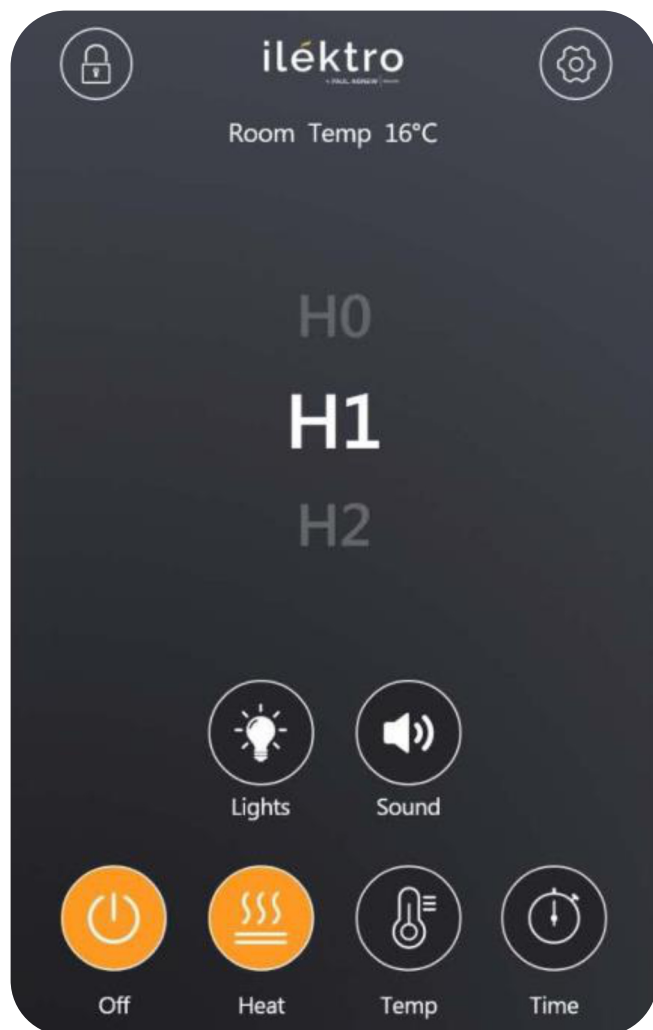 ilektro
Room Temp 16°C
H0
H1
H2
Lights Sound
Off Heat Temp Time